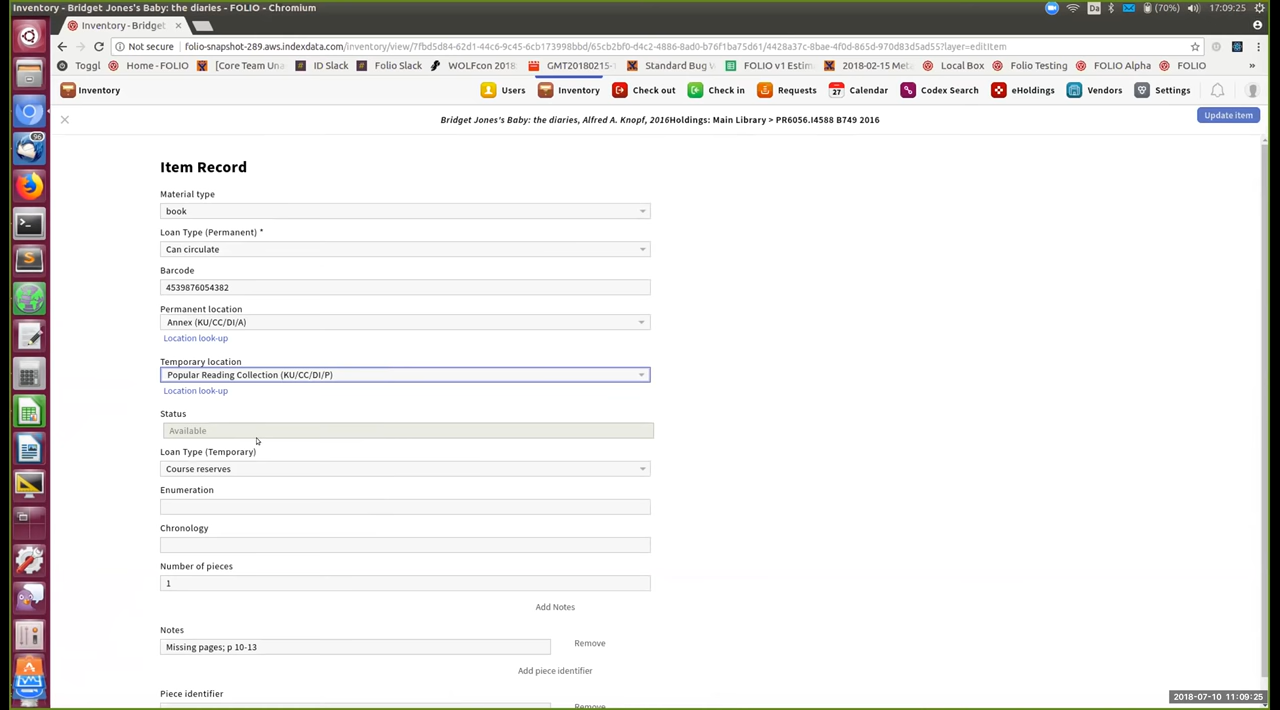 Inventory - Bridget Jones's Baby: the diaries - FOLIO - Chromium
Da
(70%)
17:09:25
Inventory - Bridget
Not secure
folio-snapshot-289.aws.indexdata.com/inventory/view/7fbd5d84-62d1-44c6-9c45-6cb173998bbd/65cb2bf0-d4c2-4886-8ad0-b76f1ba75d61/4428a37c-8bae-4f0d-865d-970d83d5ad55?layer=editItem
Toggl
Home - FOLIO
[Core Team Una
ID Slack
Folio Slack
WOLFcon 2018
GMT20180215-1
Standard Bug W
FOLIO v1 Estim
2018-02-15 Meta
Local Box
Folio Testing
FOLIO Alpha
FOLIO
»
Inventory
Users
Inventory
Check out
Check in
Requests
27
Calendar
Codex Search
eHoldings
Vendors
Settings
Bridget Jones's Baby: the diaries, Alfred A. Knopf, 2016Holdings: Main Library > PR6056.I4588 B749 2016
Update item
96
Item Record
Material type
book
Loan Type (Permanent) *
Can circulate
Barcode
4539876054382
Permanent location
Annex (KU/CC/DI/A)
Location look-up
Temporary location
Popular Reading Collection (KU/CC/DI/P)
Location look-up
Status
Available
Loan Type (Temporary)
Course reserves
Enumeration
Chronology
Number of pieces
1
Add Notes
Notes
Missing pages; p 10-13
Remove
Add piece identifier
Piece identifier
Remove
2018-07-10 11:09:25